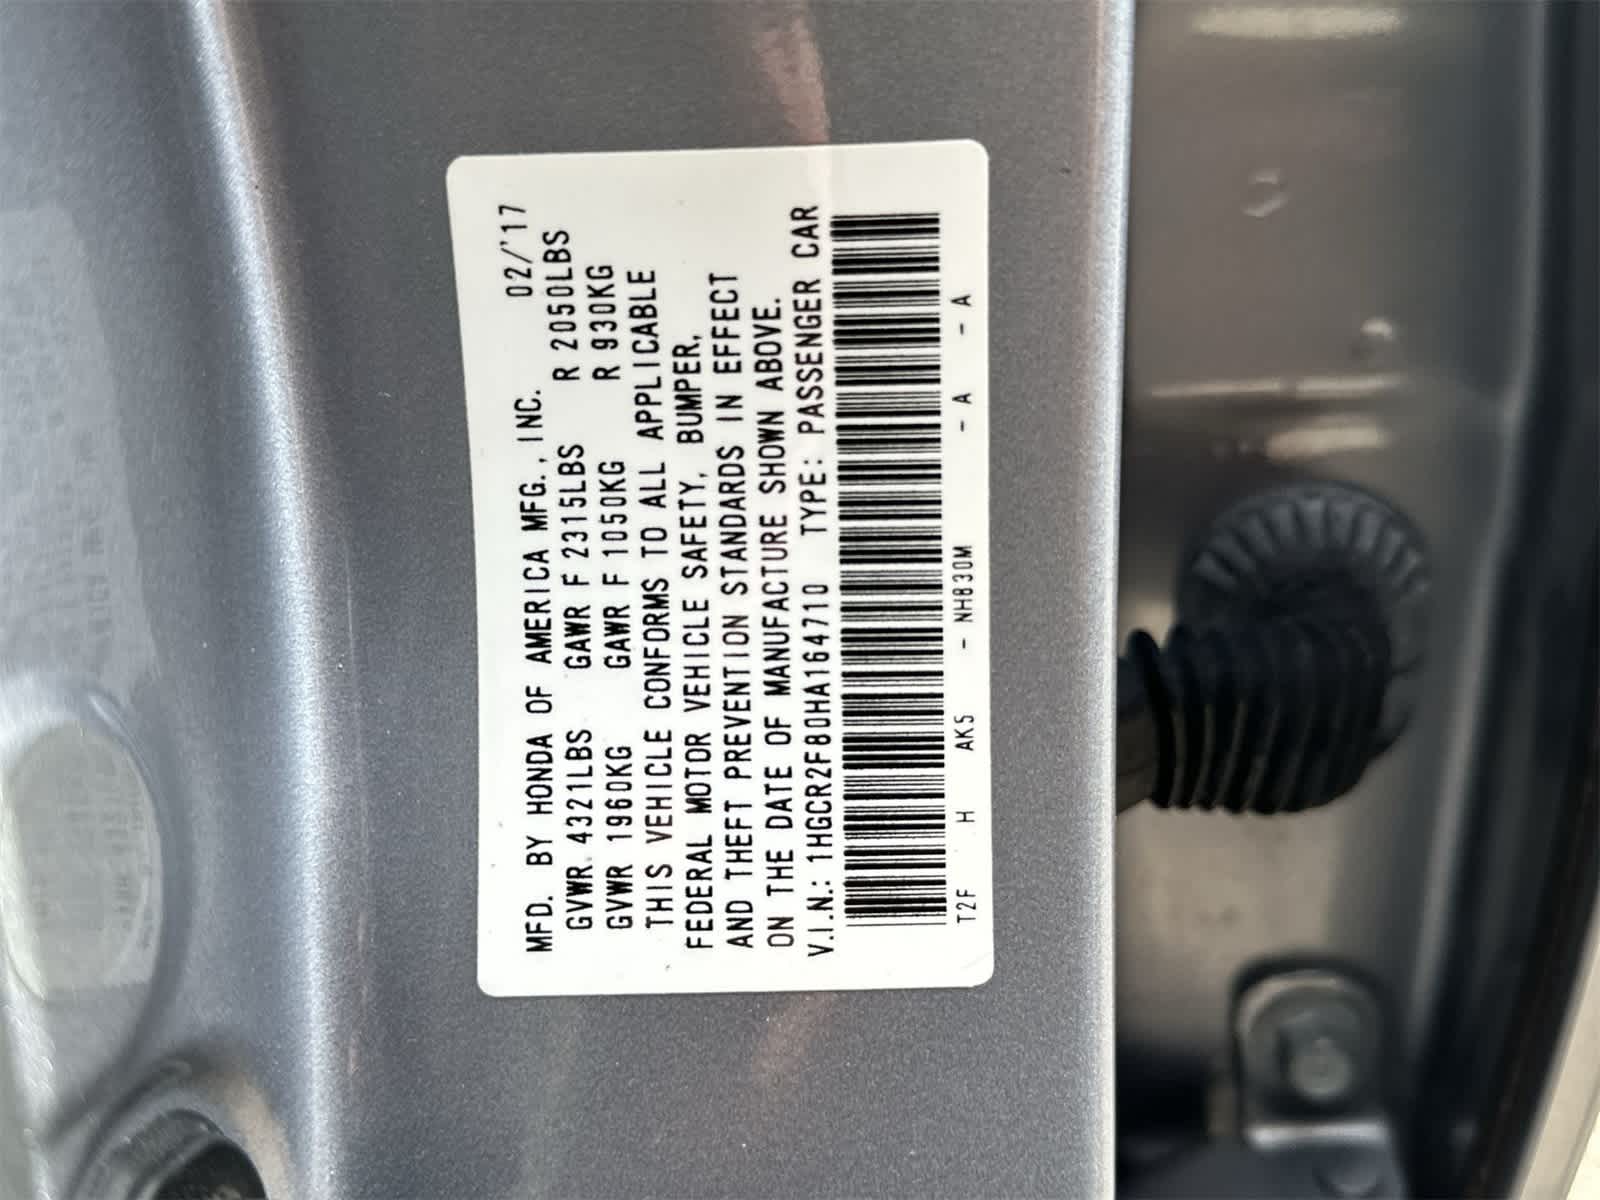 MFD. BY HONDA OF AMERICA MFG., INC. 02/'17
GVWR 4321LBS GAWR F 2315LBS R 2050LBS
GVWR 1960KG GAWR F 1050KG R 930KG
THIS VEHICLE CONFORMS TO ALL APPLICABLE
FEDERAL MOTOR VEHICLE SAFETY, BUMPER,
AND THEFT PREVENTION STANDARDS IN EFFECT
ON THE DATE OF MANUFACTURE SHOWN ABOVE.
V.I.N.: 1HGCR2F80HA164710 TYPE: PASSENGER CAR
T2F H AK5 - NH830M - A - A